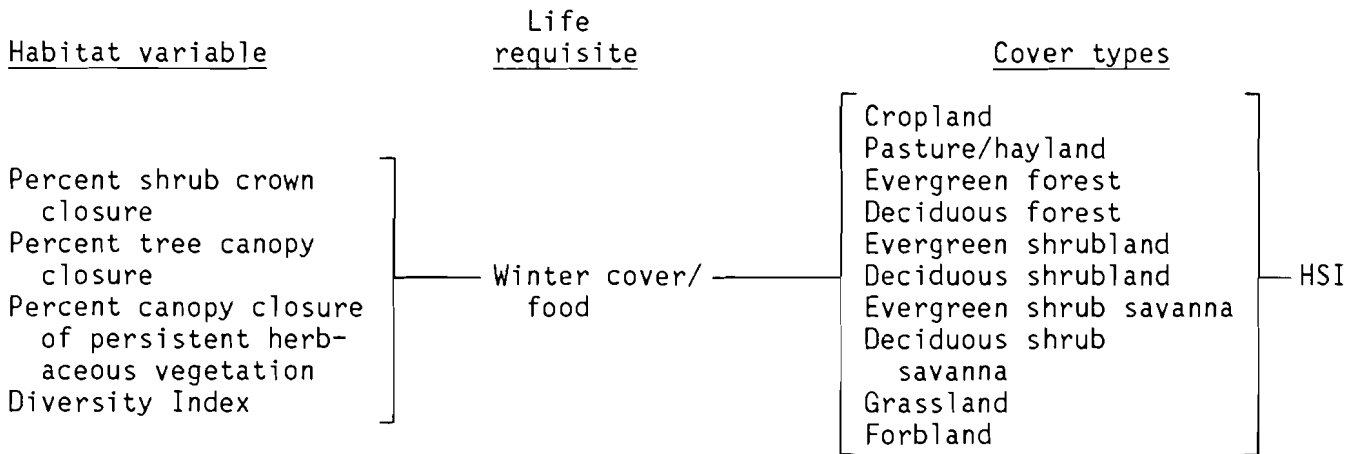 Habitat variable
Life
requisite
Cover types
Percent shrub crown
closure
Percent tree canopy
closure
Percent canopy closure
of persistent herb-
aceous vegetation
Diversity Index
Winter cover/
food
Cropland
Pasture/hayland
Evergreen forest
Deciduous forest
Evergreen shrubland
Deciduous shrubland
Evergreen shrub savanna
Deciduous shrub
savanna
Grassland
Forbland
HSI